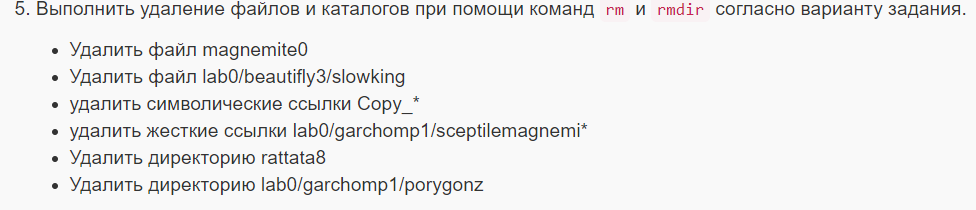 5. Выполнить удаление файлов и каталогов при помощи команд rm и rmdir согласно варианту задания.
• Удалить файл magnemite0
• Удалить файл lab0/beautifly3/slowking
• удалить символические ссылки Copy_*
• удалить жесткие ссылки lab0/garchomp1/sceptilemagnemi*
• Удалить директорию rattata8
• Удалить директорию lab0/garchomp1/porygonz